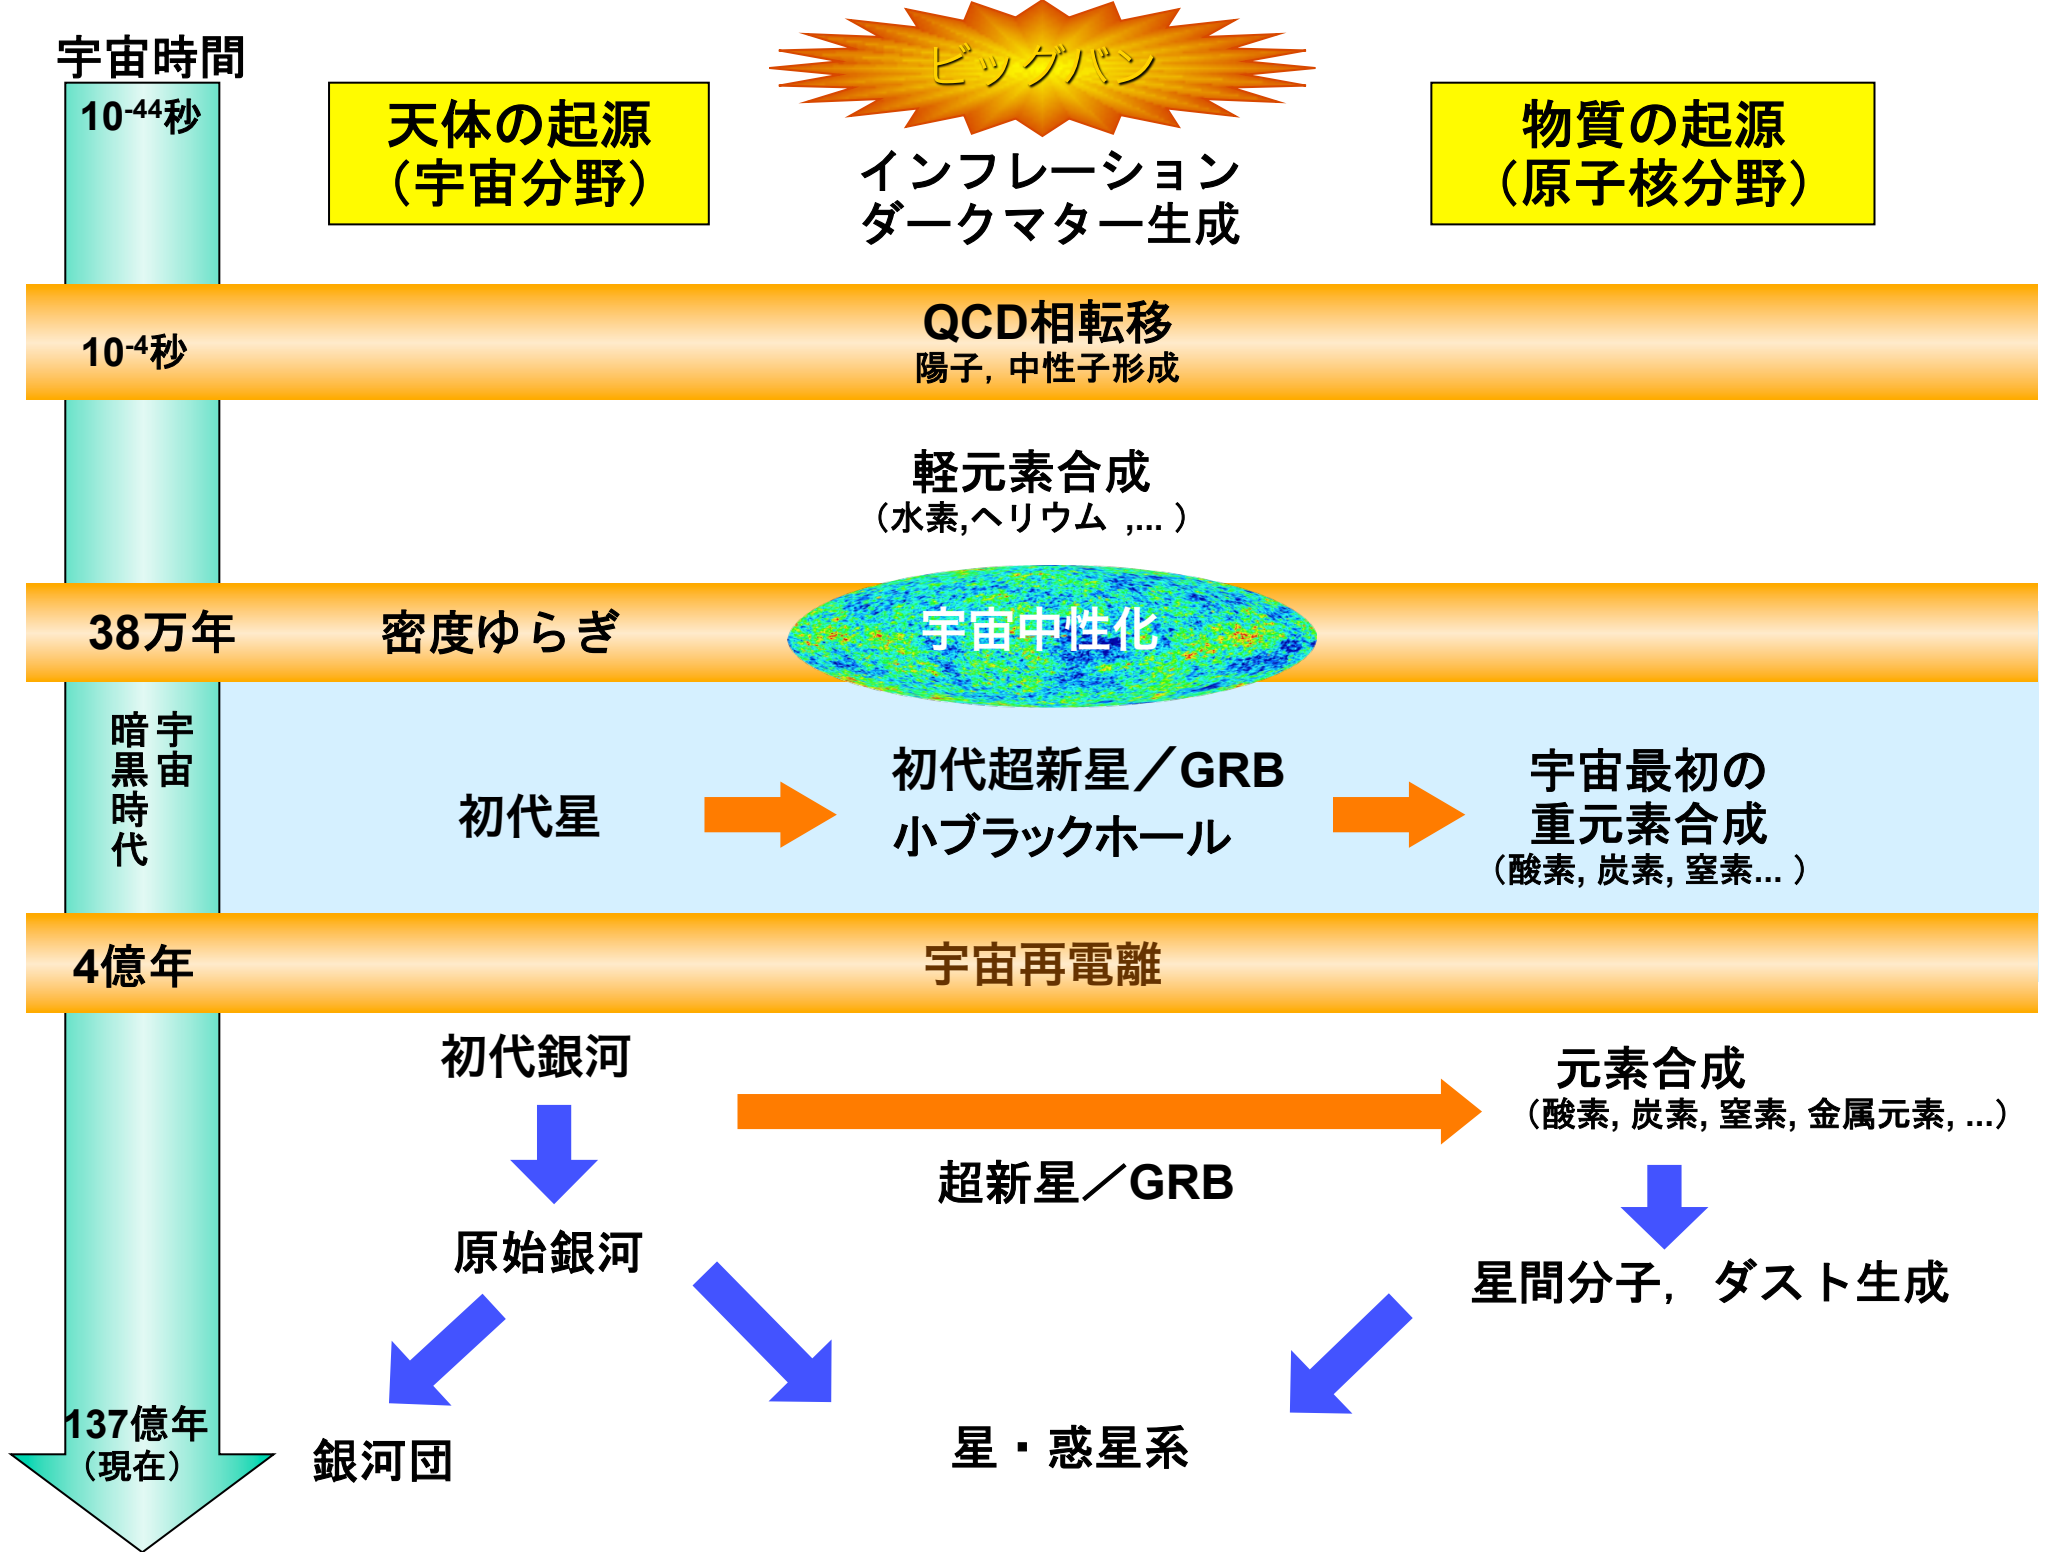 宇宙時間
10-44秒
天体の起源
（宇宙分野）
ビッグバン
インフレーション
ダークマター生成
物質の起源
（原子核分野）
10-4秒
QCD相転移
陽子，中性子形成
軽元素合成
（水素,ヘリウム ,... ）
38万年
密度ゆらぎ
宇宙中性化
宇宙
暗黒時代
初代星
初代超新星／GRB
小ブラックホール
宇宙最初の
重元素合成
（酸素, 炭素, 窒素... ）
4億年
宇宙再電離
初代銀河
元素合成
（酸素, 炭素, 窒素, 金属元素, ...）
超新星／GRB
原始銀河
星間分子，ダスト生成
137億年
（現在）
銀河団
星・惑星系